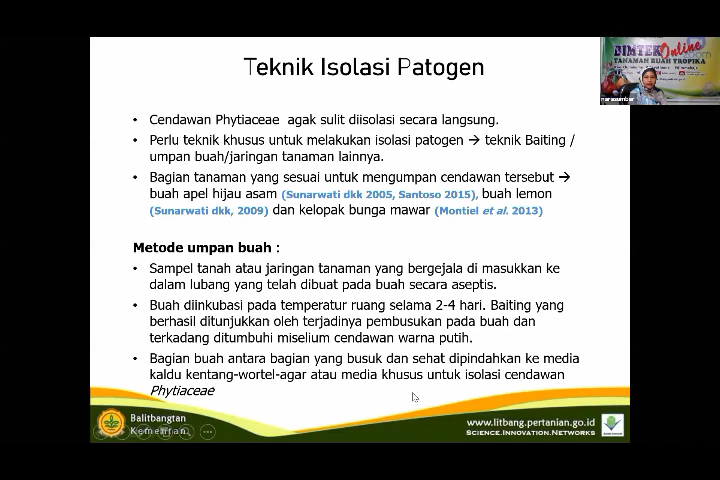 Teknik Isolasi Patogen
• Cendawan Phytiaceae agak sulit diisolasi secara langsung.
• Perlu teknik khusus untuk melakukan isolasi patogen → teknik Baiting /
umpan buah/jaringan tanaman lainnya.
• Bagian tanaman yang sesuai untuk mengumpan cendawan tersebut →
buah apel hijau asam (Sunarwati dkk 2005, Santoso 2015), buah lemon
(Sunarwati dkk, 2009) dan kelopak bunga mawar (Montiel et al. 2013)
Metode umpan buah :
• Sampel tanah atau jaringan tanaman yang bergejala di masukkan ke
dalam lubang yang telah dibuat pada buah secara aseptis.
• Buah diinkubasi pada temperatur ruang selama 2-4 hari. Baiting yang
berhasil ditunjukkan oleh terjadinya pembusukan pada buah dan
terkadang ditumbuhi miselium cendawan warna putih.
• Bagian buah antara bagian yang busuk dan sehat dipindahkan ke media
kaldu kentang-wortel-agar atau media khusus untuk isolasi cendawan
Phytiaceae
Balitbangtan
Kementan
www.litbang.pertanian.go.id
Science.Innovation.Networks
BIMTEK Online
TANAMAN BUAH TROPIKA
narasumber